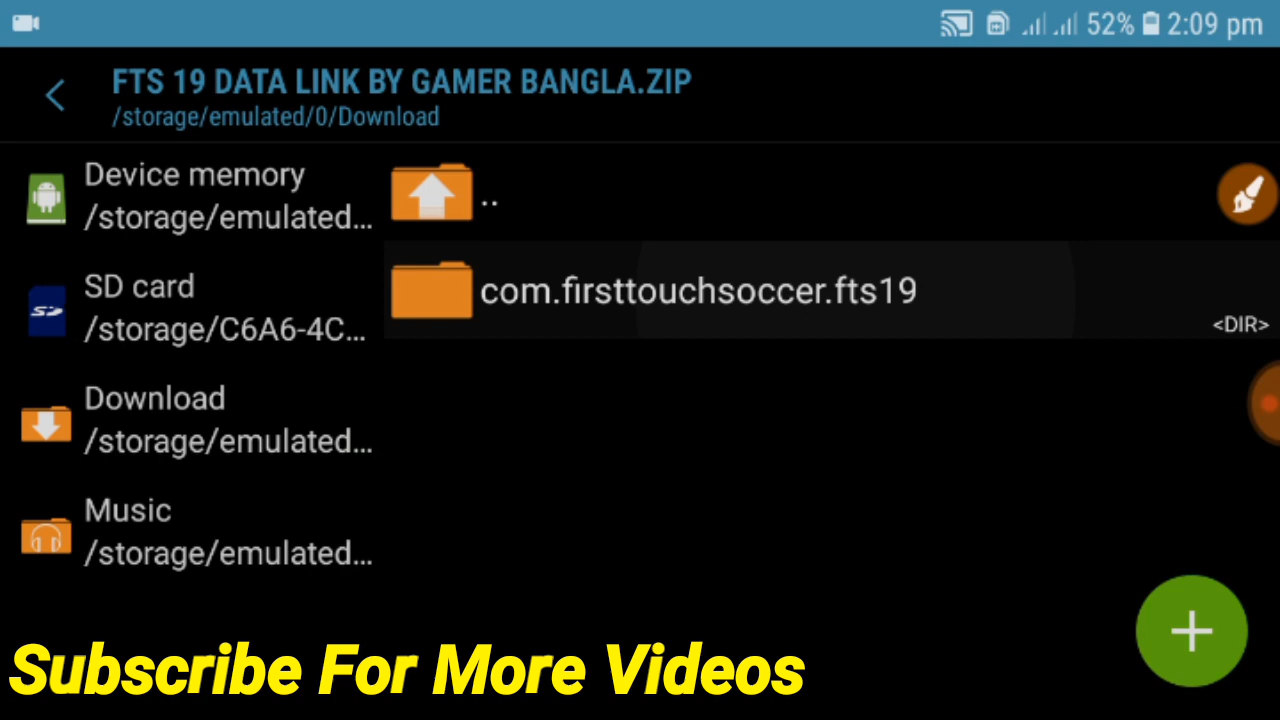 52% 2:09 pm
FTS 19 DATA LINK BY GAMER BANGLA.ZIP
/storage/emulated/0/Download
Device memory
/storage/emulated...
SD card
/storage/C6A6-4C...
Download
/storage/emulated...
Music
/storage/emulated...
..
com.firsttouchsoccer.fts19
<DIR>
Subscribe For More Videos